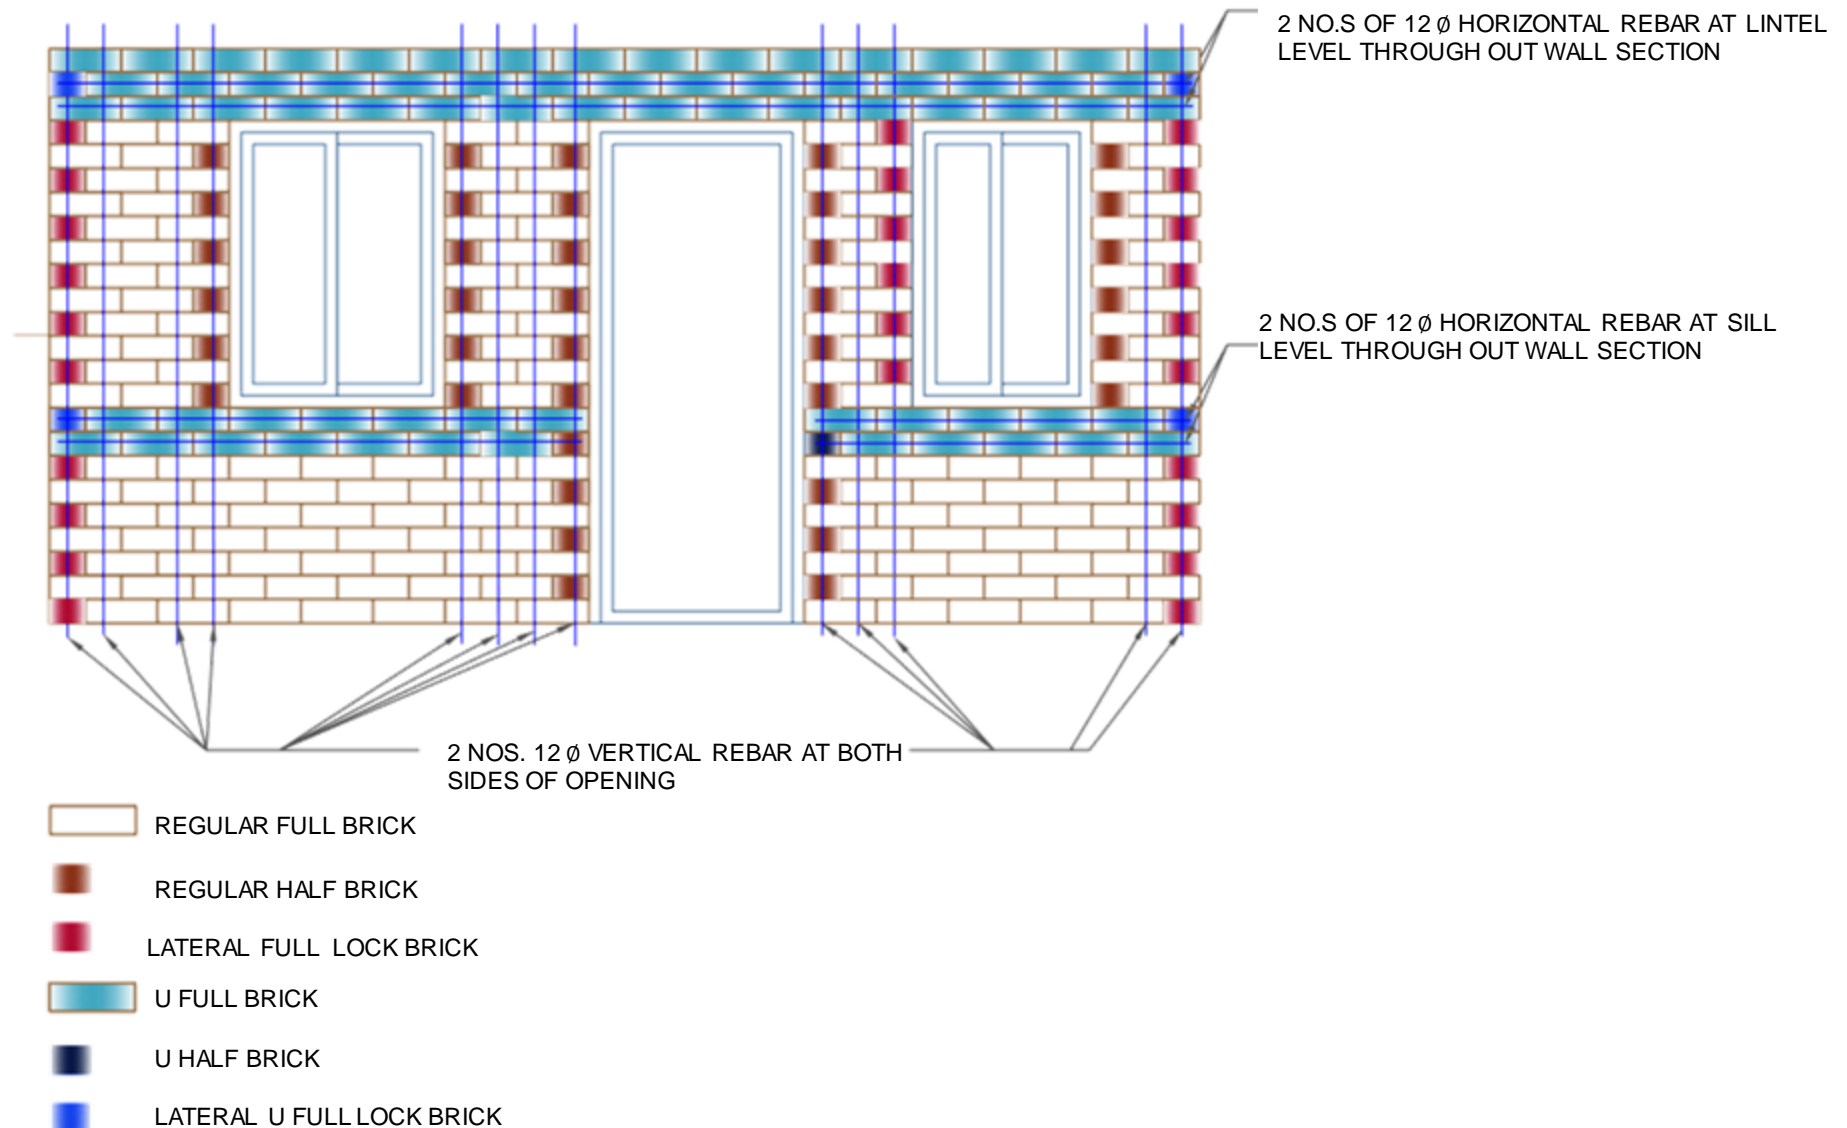 2 NO.S OF 12 Ø HORIZONTAL REBAR AT LINTEL
LEVEL THROUGH OUT WALL SECTION
2 NO.S OF 12 Ø HORIZONTAL REBAR AT SILL
LEVEL THROUGH OUT WALL SECTION
2 NOS. 12 Ø VERTICAL REBAR AT BOTH
SIDES OF OPENING
REGULAR FULL BRICK
REGULAR HALF BRICK
LATERAL FULL LOCK BRICK
U FULL BRICK
U HALF BRICK
LATERAL U FULL LOCK BRICK